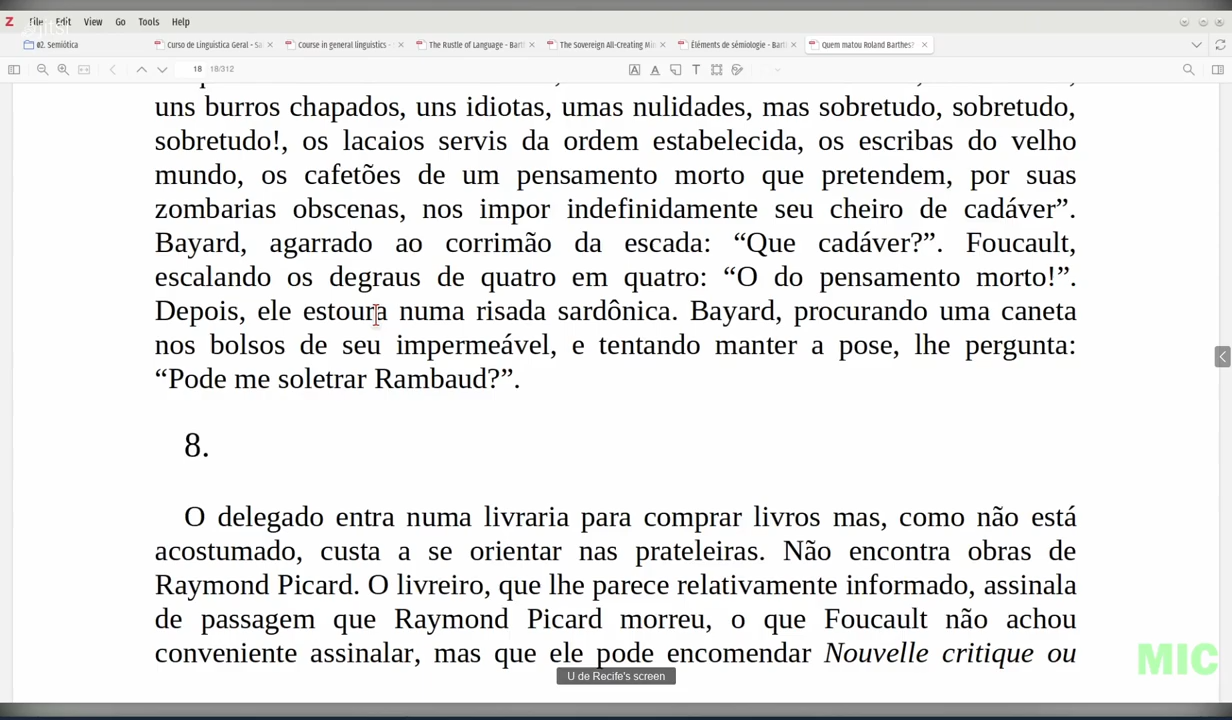 File Edit View Go Tools Help
#2. Semiótica
Curso de Linguística Geral - Sa
Course in general linguistics -
The Rustle of Language - Bart
The Sovereign All-Creating Min
Éléments de sémiologie - Bart
Quem matou Roland Barthes?
18 18/312
uns burros chapados, uns idiotas, umas nulidades, mas sobretudo, sobretudo,
sobretudo!, os lacaios servis da ordem estabelecida, os escribas do velho
mundo, os cafetões de um pensamento morto que pretendem, por suas
zombarias obscenas, nos impor indefinidamente seu cheiro de cadáver”.
Bayard, agarrado ao corrimão da escada: “Que cadáver?”. Foucault,
escalando os degraus de quatro em quatro: “O do pensamento morto!”.
Depois, ele estoura numa risada sardônica. Bayard, procurando uma caneta
nos bolsos de seu impermeável, e tentando manter a pose, lhe pergunta:
“Pode me soletrar Rambaud?”.
8.
O delegado entra numa livraria para comprar livros mas, como não está
acostumado, custa a se orientar nas prateleiras. Não encontra obras de
Raymond Picard. O livreiro, que lhe parece relativamente informado, assinala
de passagem que Raymond Picard morreu, o que Foucault não achou
conveniente assinalar, mas que ele pode encomendar Nouvelle critique ou
U de Recife's screen
MIC